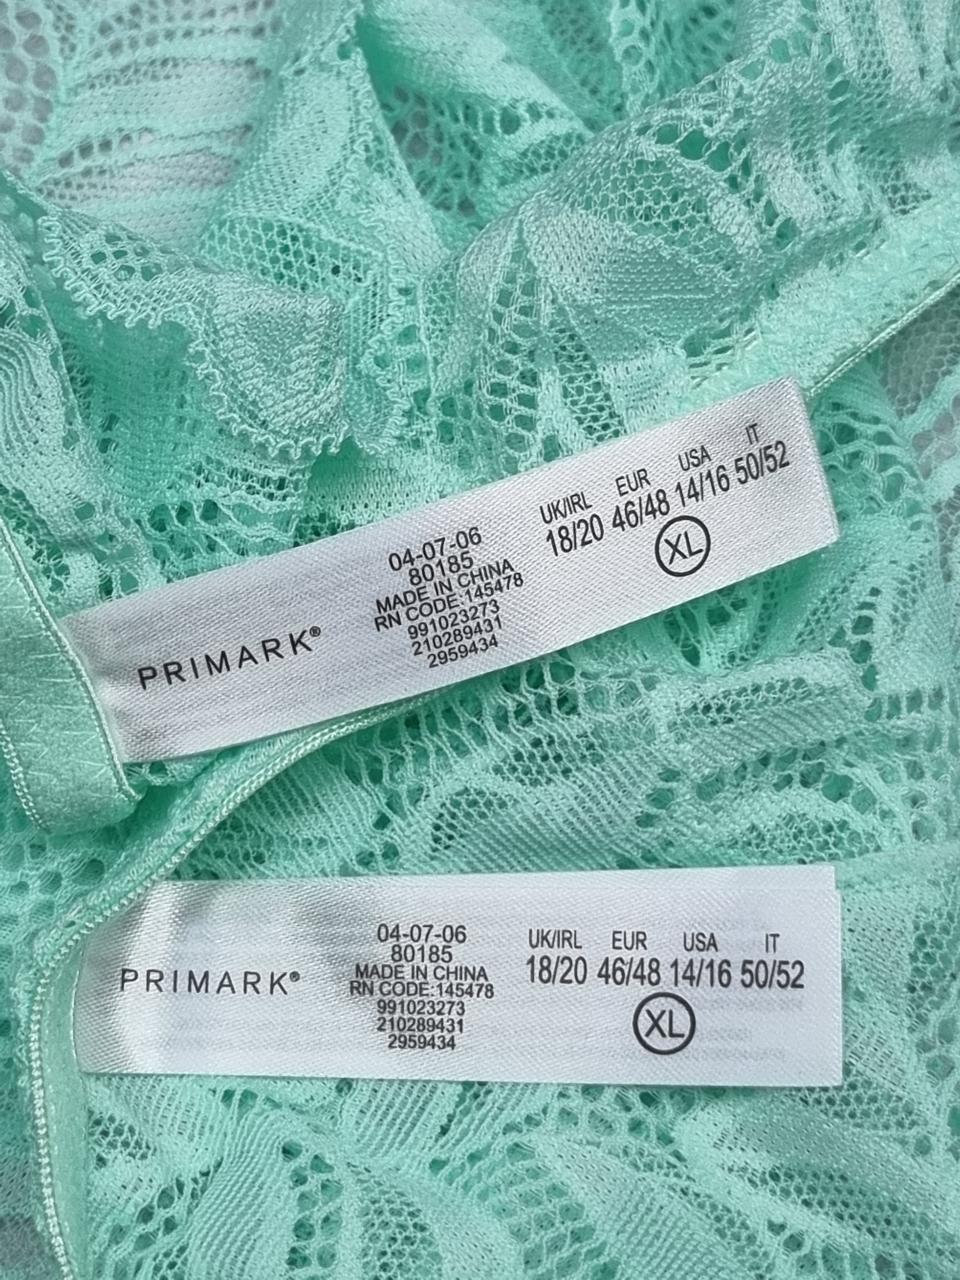 PRIMARK®
04-07-06
80185
MADE IN CHINA
RN CODE:145478
991023273
210289431
2959434
UK/IRL EUR USA IT
18/20 46/48 14/16 50/52
XL
PRIMARK®
04-07-06
80185
MADE IN CHINA
RN CODE:145478
991023273
210289431
2959434
UK/IRL EUR USA IT
18/20 46/48 14/16 50/52
XL